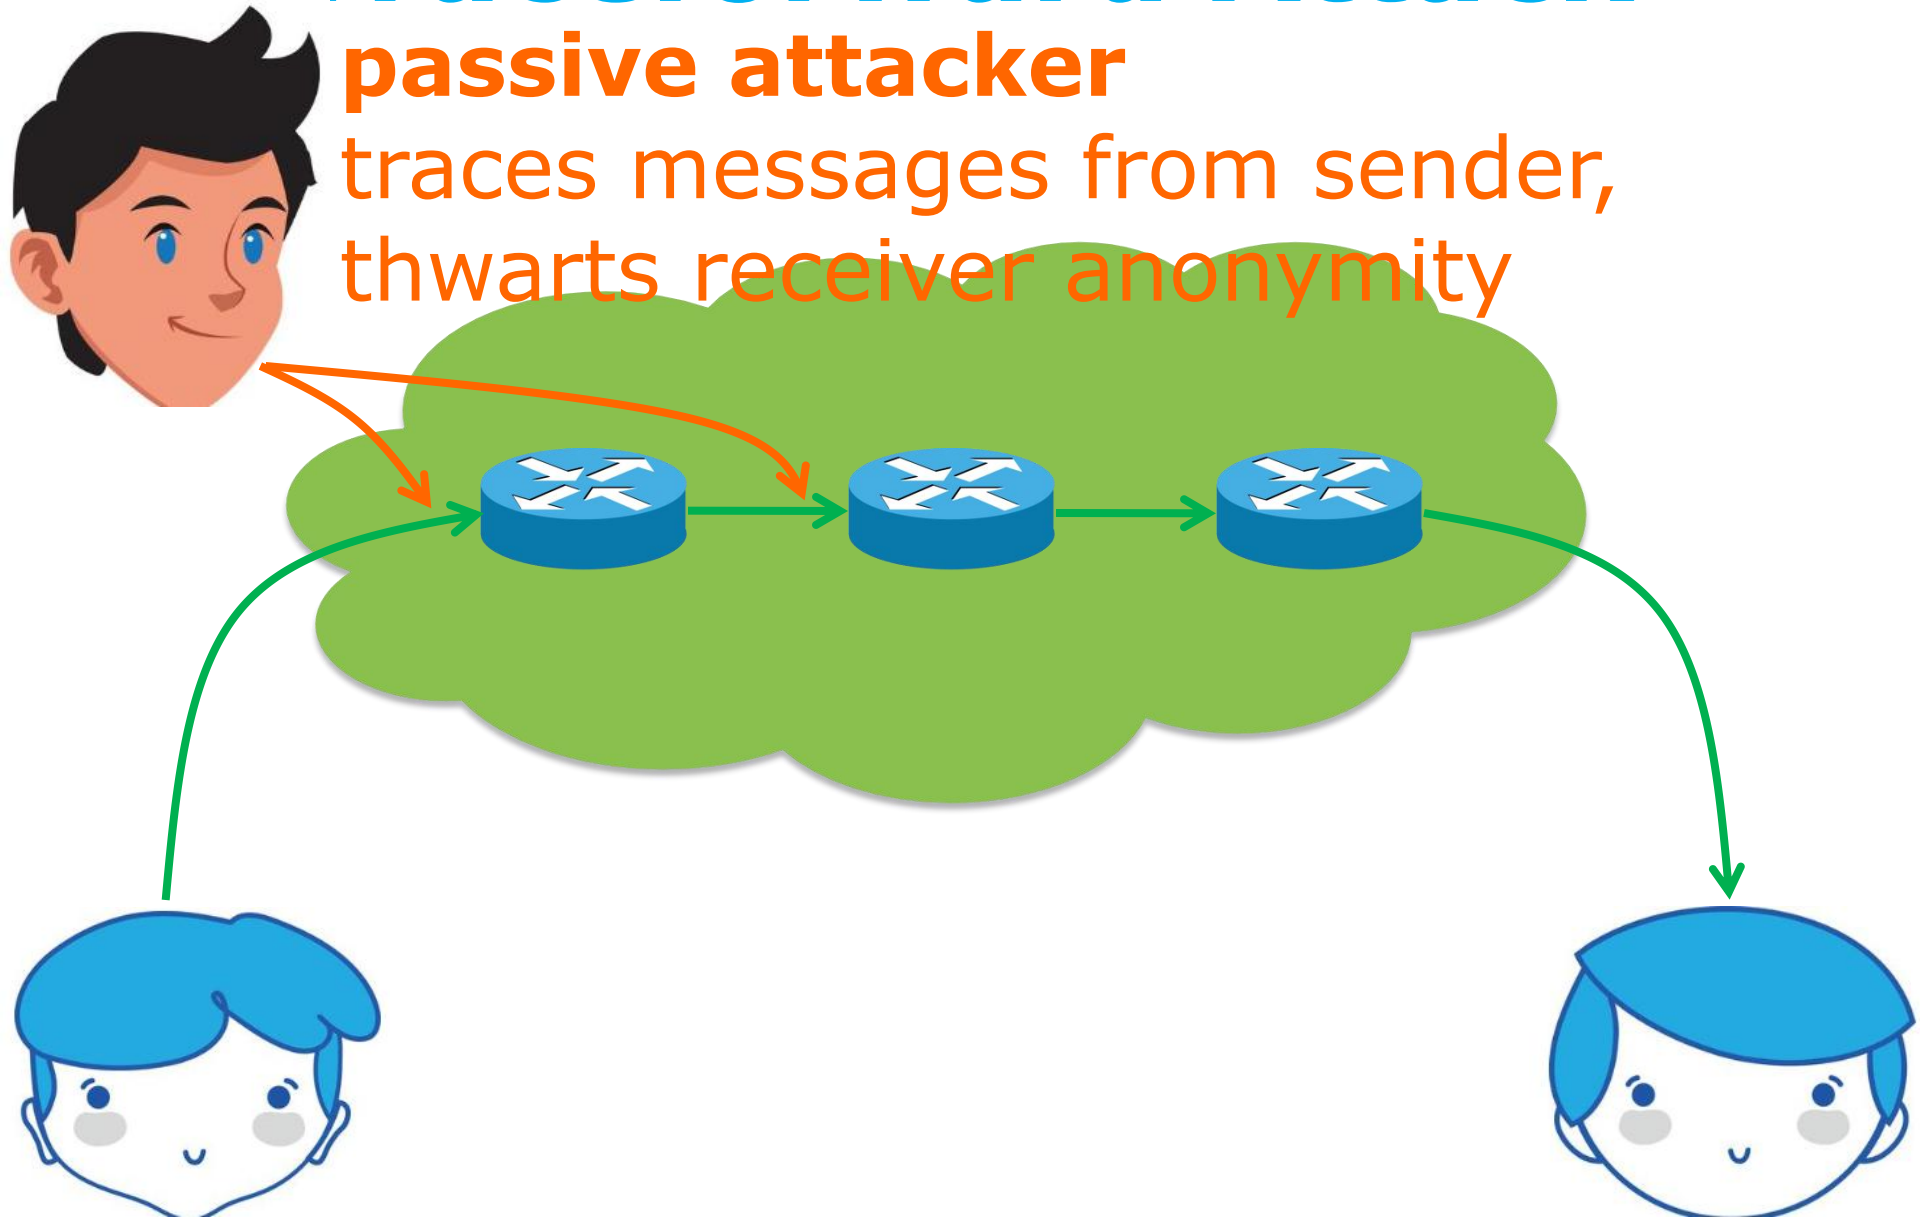 passive attacker
traces messages from sender,
thwarts receiver anonymity